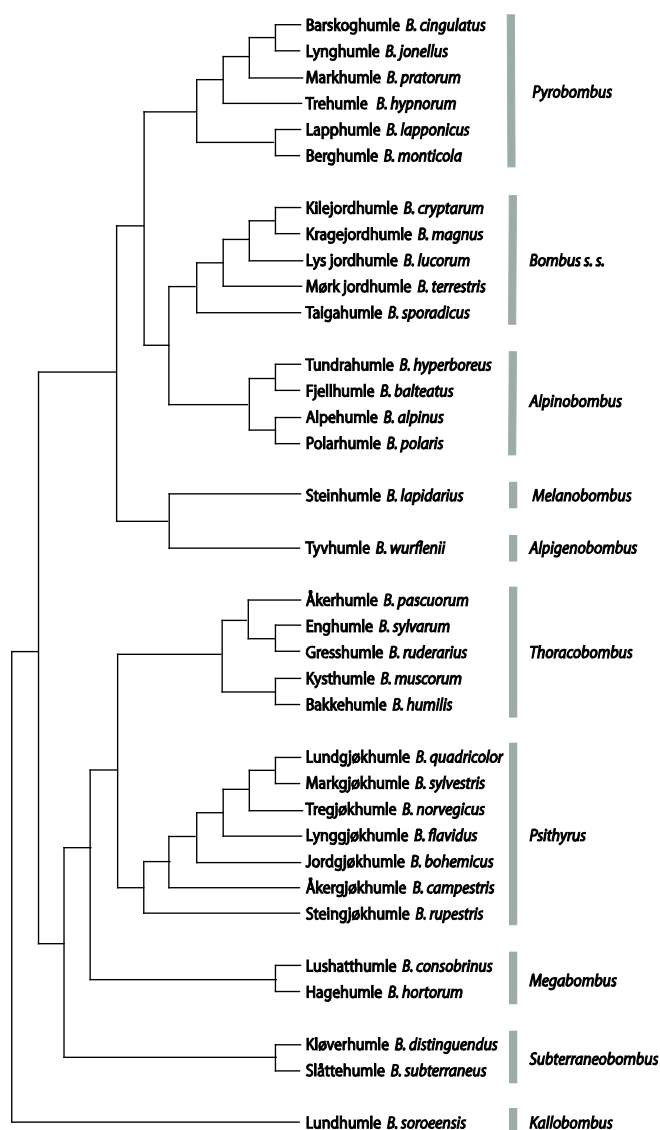 Barskoghumle B. cingulatus
Lynghumle B. jonellus
Markhumle B. pratorum
Trehumle B. hypnorum
Lapphumle B. lapponicus
Berghumle B. monticola
Pyrobombus
Kilejordhumle B. cryptarum
Kragejordhumle B. magnus
Lys jordhumle B. lucorum
Mørk jordhumle B. terrestris
Taigahumle B. sporadicus
Bombus s. s.
Tundrahumle B. hyperboreus
Fjellhumle B. balteatus
Alpehumle B. alpinus
Polarhumle B. polaris
Alpinobombus
Steinhumle B. lapidarius
Melanobombus
Tyvhumle B. wurflenii
Alpigenobombus
Åkerhumle B. pascuorum
Enghumle B. sylvarum
Gresshumle B. ruderarius
Kysthumle B. muscorum
Bakkehumle B. humilis
Thoracobombus
Lundgjøkhumle B. quadricolor
Markgjøkhumle B. sylvestris
Tregjøkhumle B. norvegicus
Lynggjøkhumle B. flavidus
Jordgjøkhumle B. bohemicus
Åkergjøkhumle B. campestris
Steingjøkhumle B. rupestris
Psithyrus
Lushatthumle B. consobrinus
Hagehumle B. hortorum
Megabombus
Kløverhumle B. distinguendus
Slåttehumle B. subterraneus
Subterraneobombus
Lundhumle B. soroeensis
Kallobombus